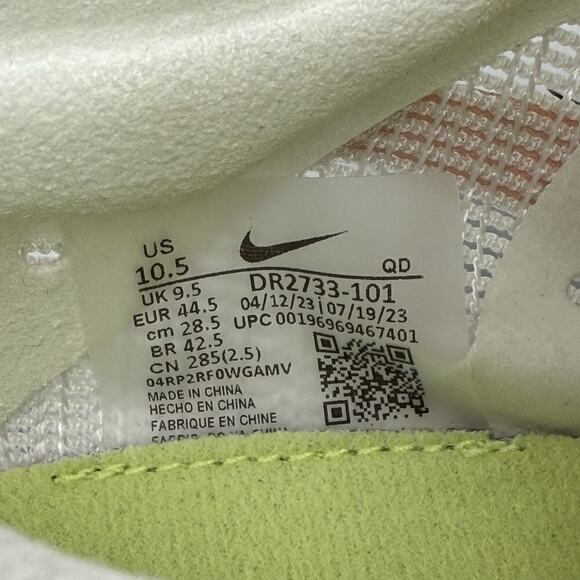 US
10.5 QD
UK 9.5 DR2733-101
EUR 44.5 04/12/23 | 07/19/23
cm 28.5 UPC 00196969467401
BR 42.5
CN 285(2.5)
04RP2RF0WGAMV
MADE IN CHINA
HECHO EN CHINA
FABRIQUE EN CHINE